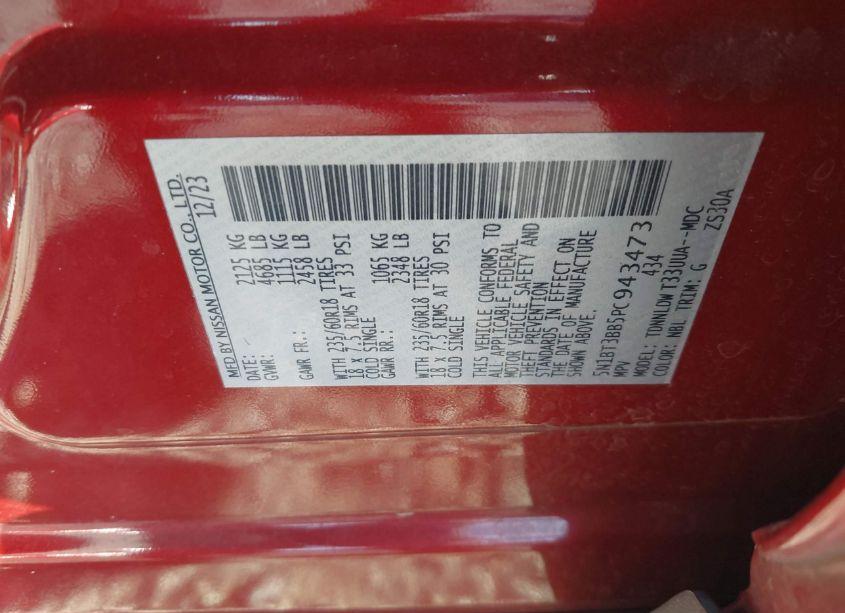 MFD BY NISSAN MOTOR CO., LTD.
DATE: 12/23
GVWR: 2125 KG
4685 LB
GAWR FR.: 1115 KG
2458 LB
WITH 235/60R18 TIRES
18 x 7.5 RIMS AT 33 PSI
COLD SINGLE
GAWR RR.: 1065 KG
2348 LB
WITH 235/60R18 TIRES
18 X 7.5 RIMS AT 30 PSI
COLD SINGLE
THIS VEHICLE CONFORMS TO
ALL APPLICABLE FEDERAL
MOTOR VEHICLE SAFETY AND
THEFT PREVENTION
STANDARDS IN EFFECT ON
THE DATE OF MANUFACTURE
SHOWN ABOVE.
5N1BT3BB5PC943473
MPV 434
MODEL: TDNNLDWT33UUA--MDC
COLOR: NBL TRIM: G ZS30A